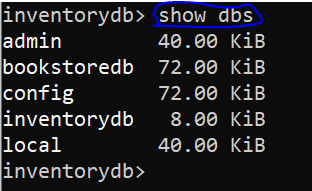 inventorydb> show dbs
admin 40.00 KiB
bookstoredb 72.00 KiB
config 72.00 KiB
inventorydb 8.00 KiB
local 40.00 KiB
inventorydb>